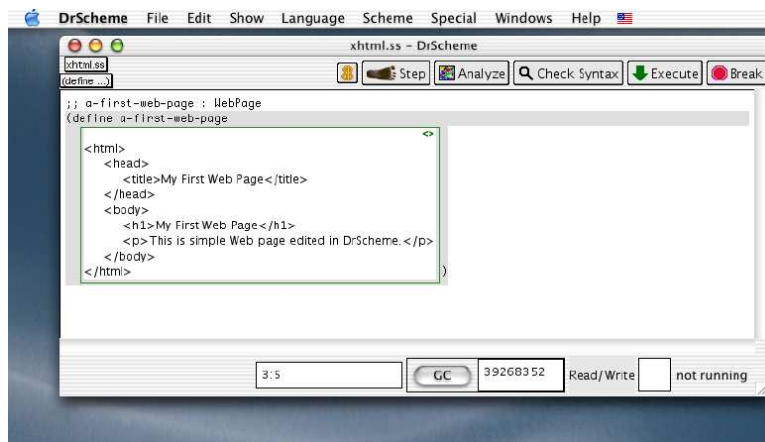 DrScheme File Edit Show Language Scheme Special Windows Help
xhtml.ss - DrScheme
xhtml.ss
(define ...)
Step Analyze Check Syntax Execute Break
;; a-first-web-page : WebPage
(define a-first-web-page
<>
<html>
<head>
<title>My First Web Page</title>
</head>
<body>
<h1>My First Web Page</h1>
<p>This is simple Web page edited in DrScheme.</p>
</body>
</html>
)
3:5 GC 39268352 Read/Write not running